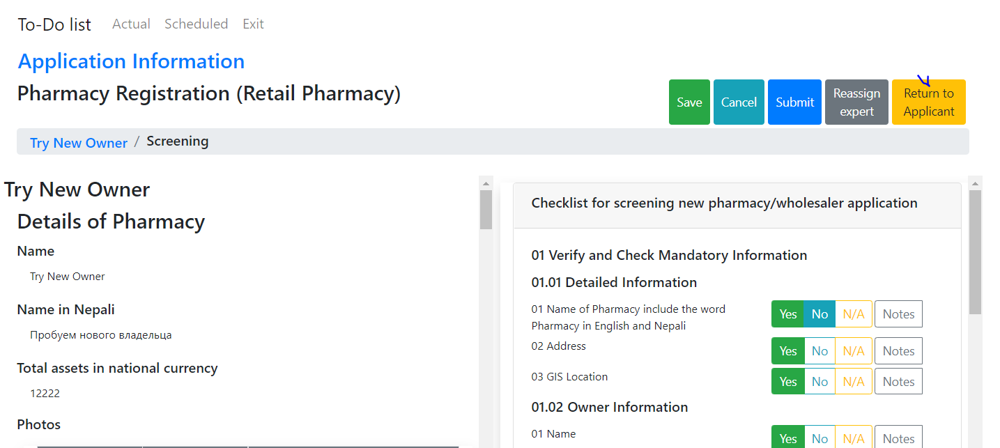 To-Do list Actual Scheduled Exit
Application Information
Pharmacy Registration (Retail Pharmacy)
Save Cancel Submit Reassign expert Return to Applicant
Try New Owner / Screening
Try New Owner
Details of Pharmacy
Name
Try New Owner
Name in Nepali
Пробуем нового владельца
Total assets in national currency
12222
Photos
Checklist for screening new pharmacy/wholesaler application
01 Verify and Check Mandatory Information
01.01 Detailed Information
01 Name of Pharmacy include the word
Pharmacy in English and Nepali
Yes No N/A Notes
02 Address
Yes No N/A Notes
03 GIS Location
Yes No N/A Notes
01.02 Owner Information
01 Name
Yes No N/A Notes